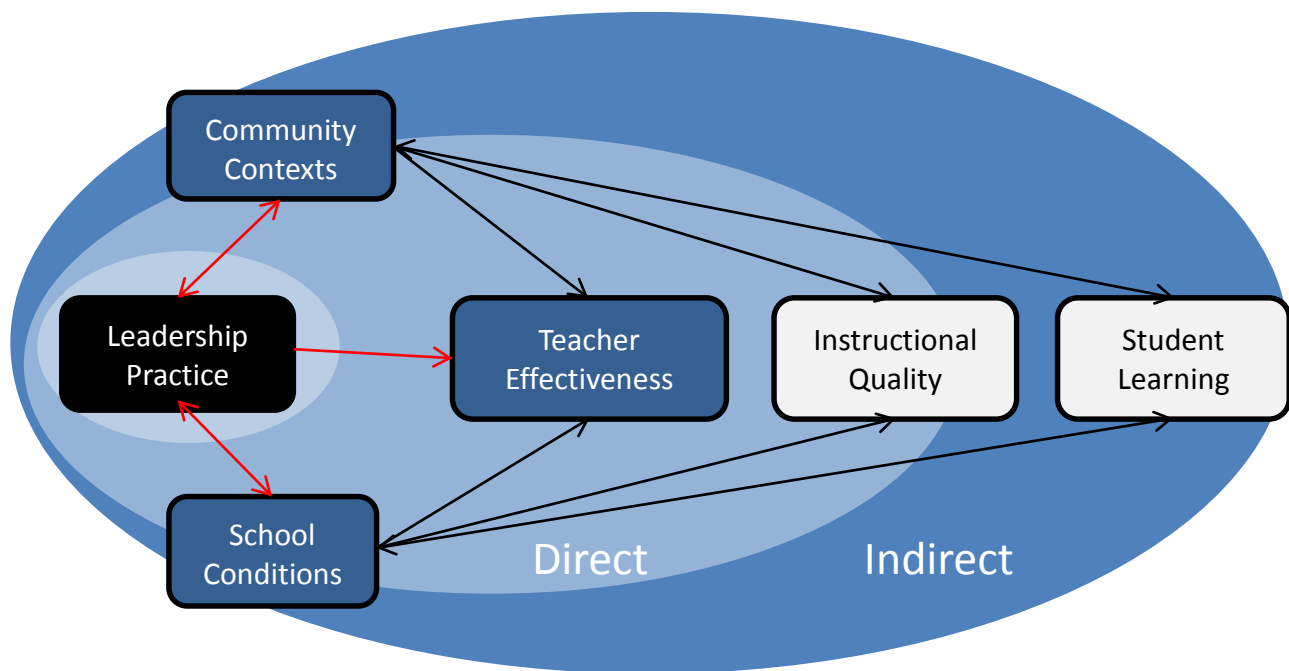 Community
Contexts
Leadership
Practice
Teacher
Effectiveness
Instructional
Quality
Student
Learning
School
Conditions
Direct
Indirect